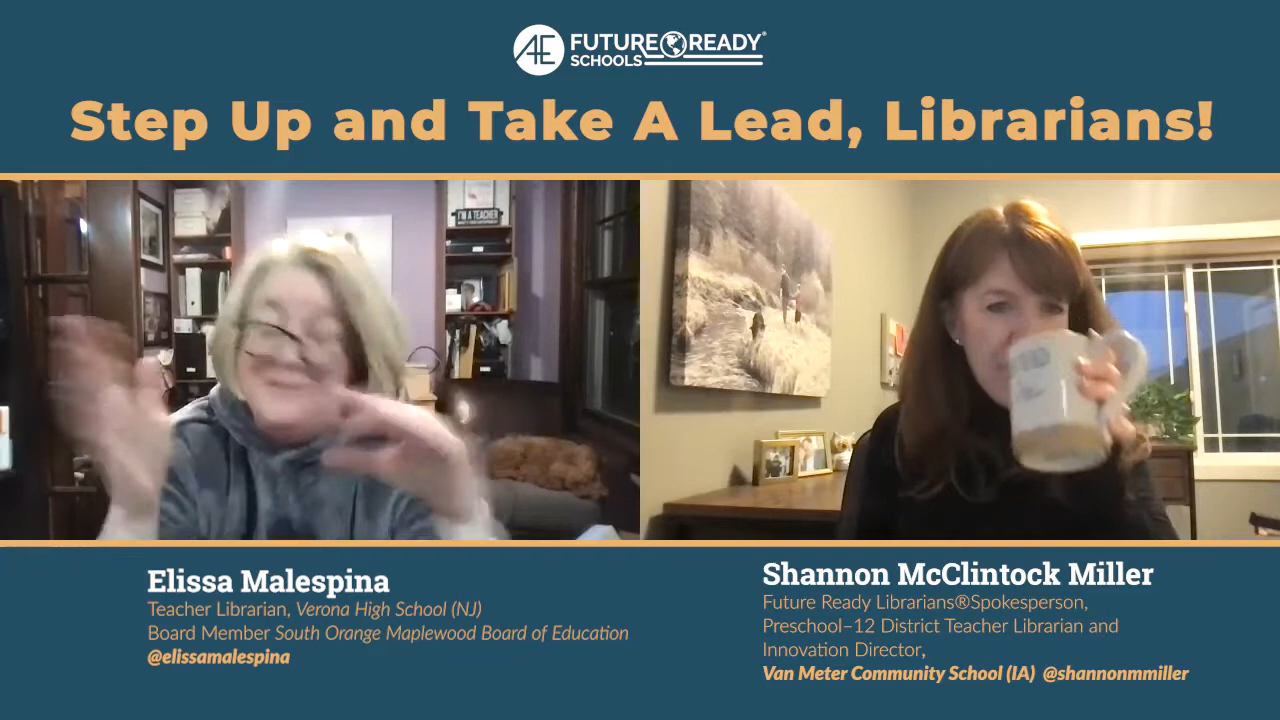 AE FUTURE READY®
SCHOOLS
Step Up and Take A Lead, Librarians!
I'M A TEACHER
Elissa Malespina
Teacher Librarian, Verona High School (NJ)
Board Member South Orange Maplewood Board of Education
@elissamalespina
Shannon McClintock Miller
Future Ready Librarians®Spokesperson,
Preschool–12 District Teacher Librarian and
Innovation Director,
Van Meter Community School (IA) @shannonmmiller